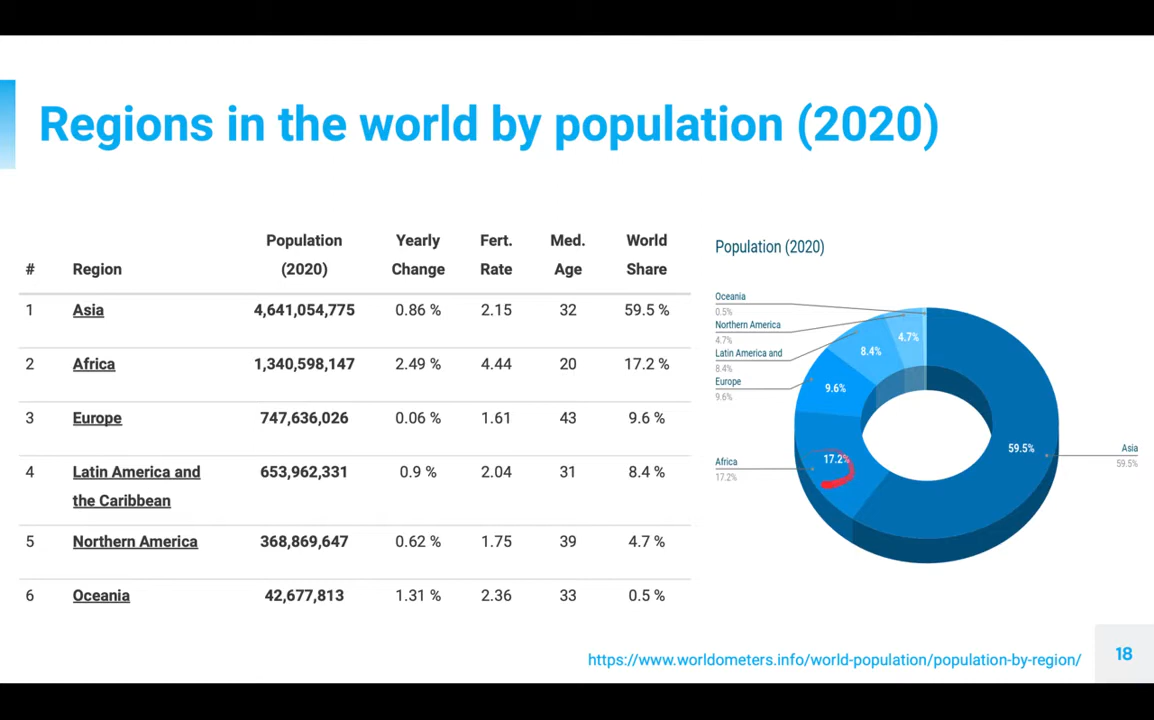 Regions in the world by population (2020)
Population Yearly Fert. Med. World
# Region (2020) Change Rate Age Share
1 Asia 4,641,054,775 0.86 % 2.15 32 59.5 %
2 Africa 1,340,598,147 2.49 % 4.44 20 17.2 %
3 Europe 747,636,026 0.06 % 1.61 43 9.6 %
4 Latin America and 653,962,331 0.9 % 2.04 31 8.4 %
the Caribbean
5 Northern America 368,869,647 0.62 % 1.75 39 4.7 %
6 Oceania 42,677,813 1.31 % 2.36 33 0.5 %
Population (2020)
Oceania
0.5%
Northern America
4.7%
Latin America and
8.4%
Europe
9.6%
Africa
17.2%
4.7%
8.4%
9.6%
17.2%
59.5%
Asia
59.5%
https://www.worldometers.info/world-population/population-by-region/
18